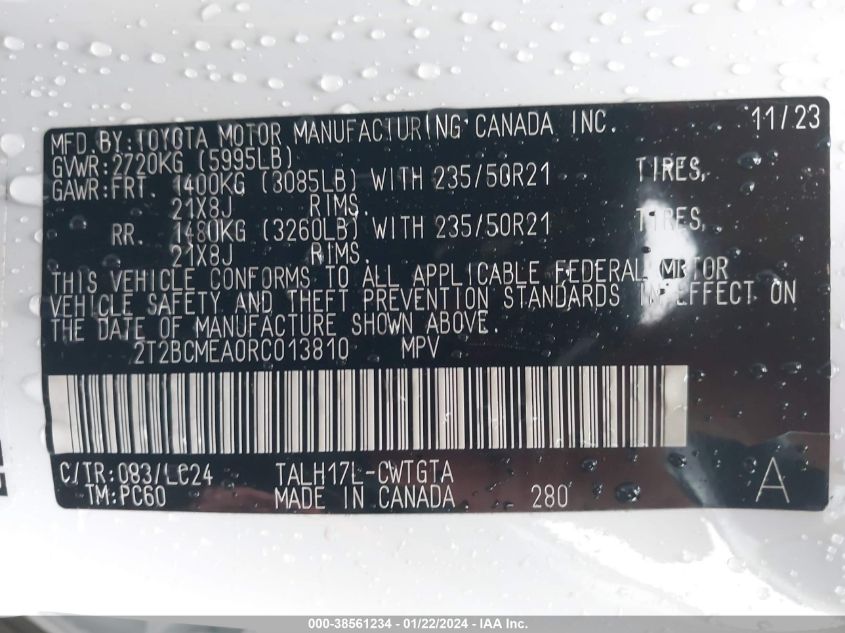 MFD. BY: TOYOTA MOTOR MANUFACTURING CANADA INC. 11/23
GVWR: 2720KG (5995LB)
GAWR: FRT. 1400KG (3085LB) WITH 235/50R21 TIRES,
21X8J RIMS.
RR. 1480KG (3260LB) WITH 235/50R21 TIRES,
21X8J RIMS.
THIS VEHICLE CONFORMS TO ALL APPLICABLE FEDERAL MOTOR
VEHICLE SAFETY AND THEFT PREVENTION STANDARDS IN EFFECT ON
THE DATE OF MANUFACTURE SHOWN ABOVE.
2T2BCMEA0RC013810 MPV
C/TR: 083/LC24 TALH17L-CWTGTA
TM: PC60 MADE IN CANADA 280 A
000-38561234 - 01/22/2024 - IAA Inc.